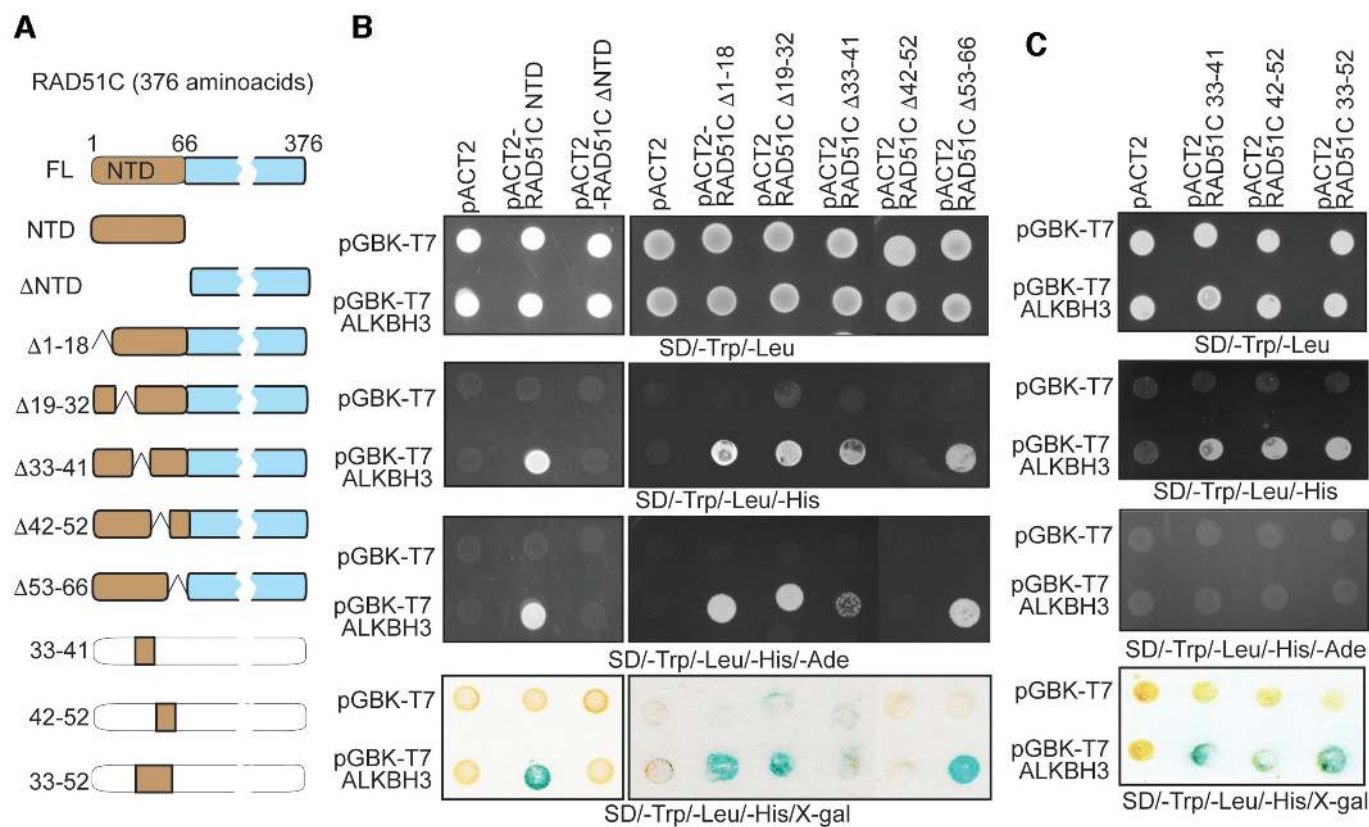 A
RAD51C (376 aminoacids)
1 66 376
FL NTD
NTD
ΔNTD
Δ1-18
Δ19-32
Δ33-41
Δ42-52
Δ53-66
33-41
42-52
33-52
B
pACT2
pACT2-
RAD51C NTD
pACT2
-RAD51C ΔNTD
pACT2
pACT2-
RAD51C Δ1-18
pACT2
RAD51C Δ19-32
pACT2
RAD51C Δ33-41
pACT2
RAD51C Δ42-52
pACT2
RAD51C Δ53-66
pGBK-T7
pGBK-T7
ALKBH3
SD/-Trp/-Leu
pGBK-T7
pGBK-T7
ALKBH3
SD/-Trp/-Leu/-His
pGBK-T7
pGBK-T7
ALKBH3
SD/-Trp/-Leu/-His/-Ade
pGBK-T7
pGBK-T7
ALKBH3
SD/-Trp/-Leu/-His/X-gal
C
pACT2
pACT2
RAD51C 33-41
pACT2
RAD51C 42-52
pACT2
RAD51C 33-52
pGBK-T7
pGBK-T7
ALKBH3
SD/-Trp/-Leu
pGBK-T7
pGBK-T7
ALKBH3
SD/-Trp/-Leu/-His
pGBK-T7
pGBK-T7
ALKBH3
SD/-Trp/-Leu/-His/-Ade
pGBK-T7
pGBK-T7
ALKBH3
SD/-Trp/-Leu/-His/X-gal